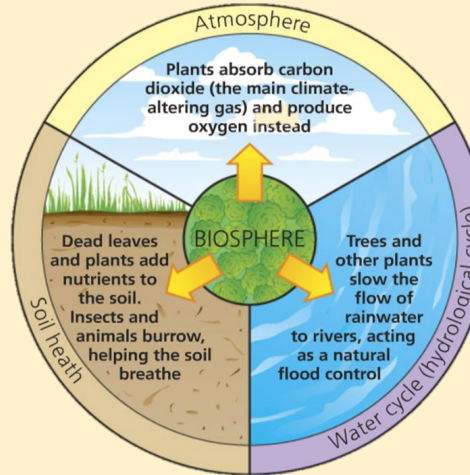 Atmosphere
Plants absorb carbon
dioxide (the main climate-
altering gas) and produce
oxygen instead
BIOSPHERE
Dead leaves
and plants add
nutrients to
the soil.
Insects and
animals burrow,
helping the soil
breathe
Soil heath
Trees and
other plants
slow the
flow of
rainwater
to rivers, acting
as a natural
flood control
Water cycle (hydrological cycle)